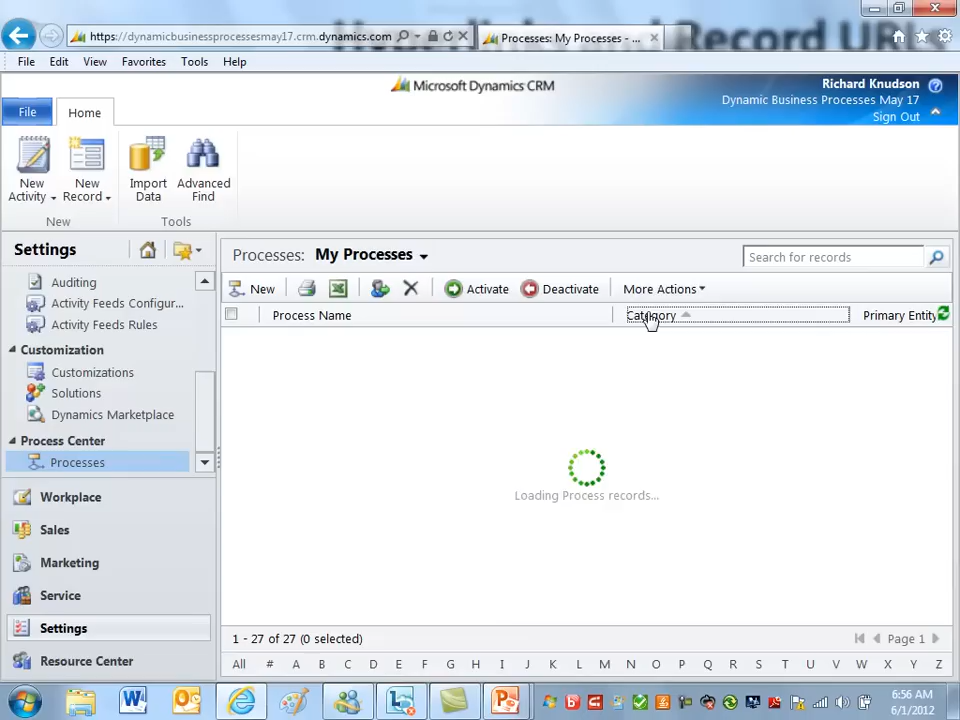 Hyperlinks and Record URL
https://dynamicbusinessprocessesmay17.crm.dynamics.com
Processes: My Processes - ...
File Edit View Favorites Tools Help
Microsoft Dynamics CRM
Richard Knudson
Dynamic Business Processes May 17
Sign Out
File Home
New Activity
New Record
Import Data
Advanced Find
New
Tools
Settings
Auditing
Activity Feeds Configur...
Activity Feeds Rules
Customization
Customizations
Solutions
Dynamics Marketplace
Process Center
Processes
Workplace
Sales
Marketing
Service
Settings
Resource Center
Processes: My Processes
Search for records
New
Activate
Deactivate
More Actions
Process Name
Category
Primary Entity
Loading Process records...
1 - 27 of 27 (0 selected)
Page 1
All # A B C D E F G H I J K L M N O P Q R S T U V W X Y Z
6:56 AM
6/1/2012